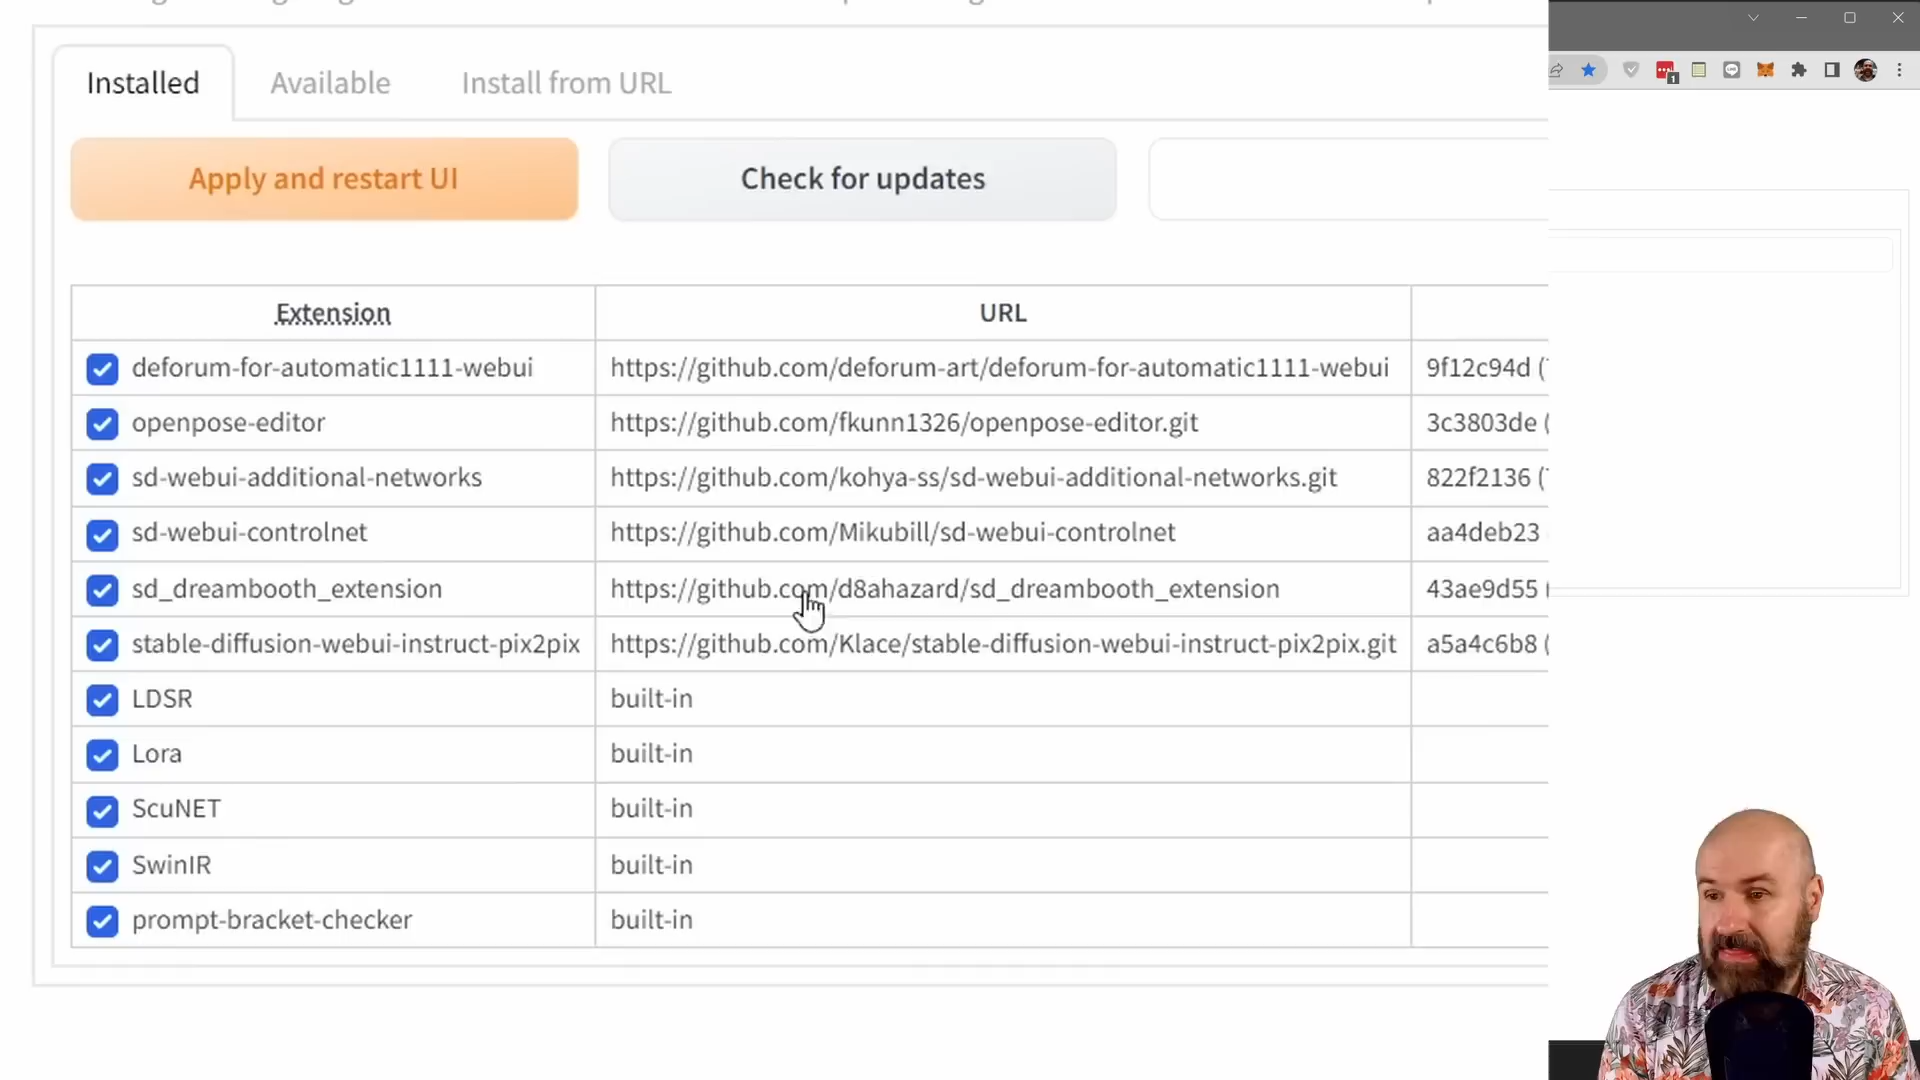 Installed
Available
Install from URL
Apply and restart UI
Check for updates
Extension
URL
deforum-for-automatic1111-webui
https://github.com/deforum-art/deforum-for-automatic1111-webui
9f12c94d (
openpose-editor
https://github.com/fkunn1326/openpose-editor.git
3c3803de (
sd-webui-additional-networks
https://github.com/kohya-ss/sd-webui-additional-networks.git
822f2136 (
sd-webui-controlnet
https://github.com/Mikubill/sd-webui-controlnet
aa4deb23
sd_dreambooth_extension
https://github.com/d8ahazard/sd_dreambooth_extension
43ae9d55
stable-diffusion-webui-instruct-pix2pix
https://github.com/Klace/stable-diffusion-webui-instruct-pix2pix.git
a5a4c6b8 (
LDSR
built-in
Lora
built-in
ScuNET
built-in
SwinIR
built-in
prompt-bracket-checker
built-in
1